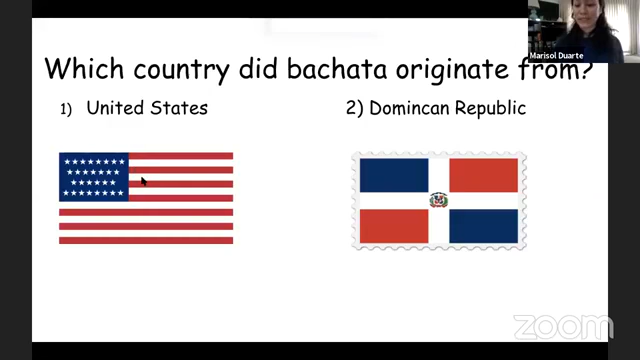 Marisol Duarte
Which country did bachata originate from?
1) United States
2) Domincan Republic
zoom